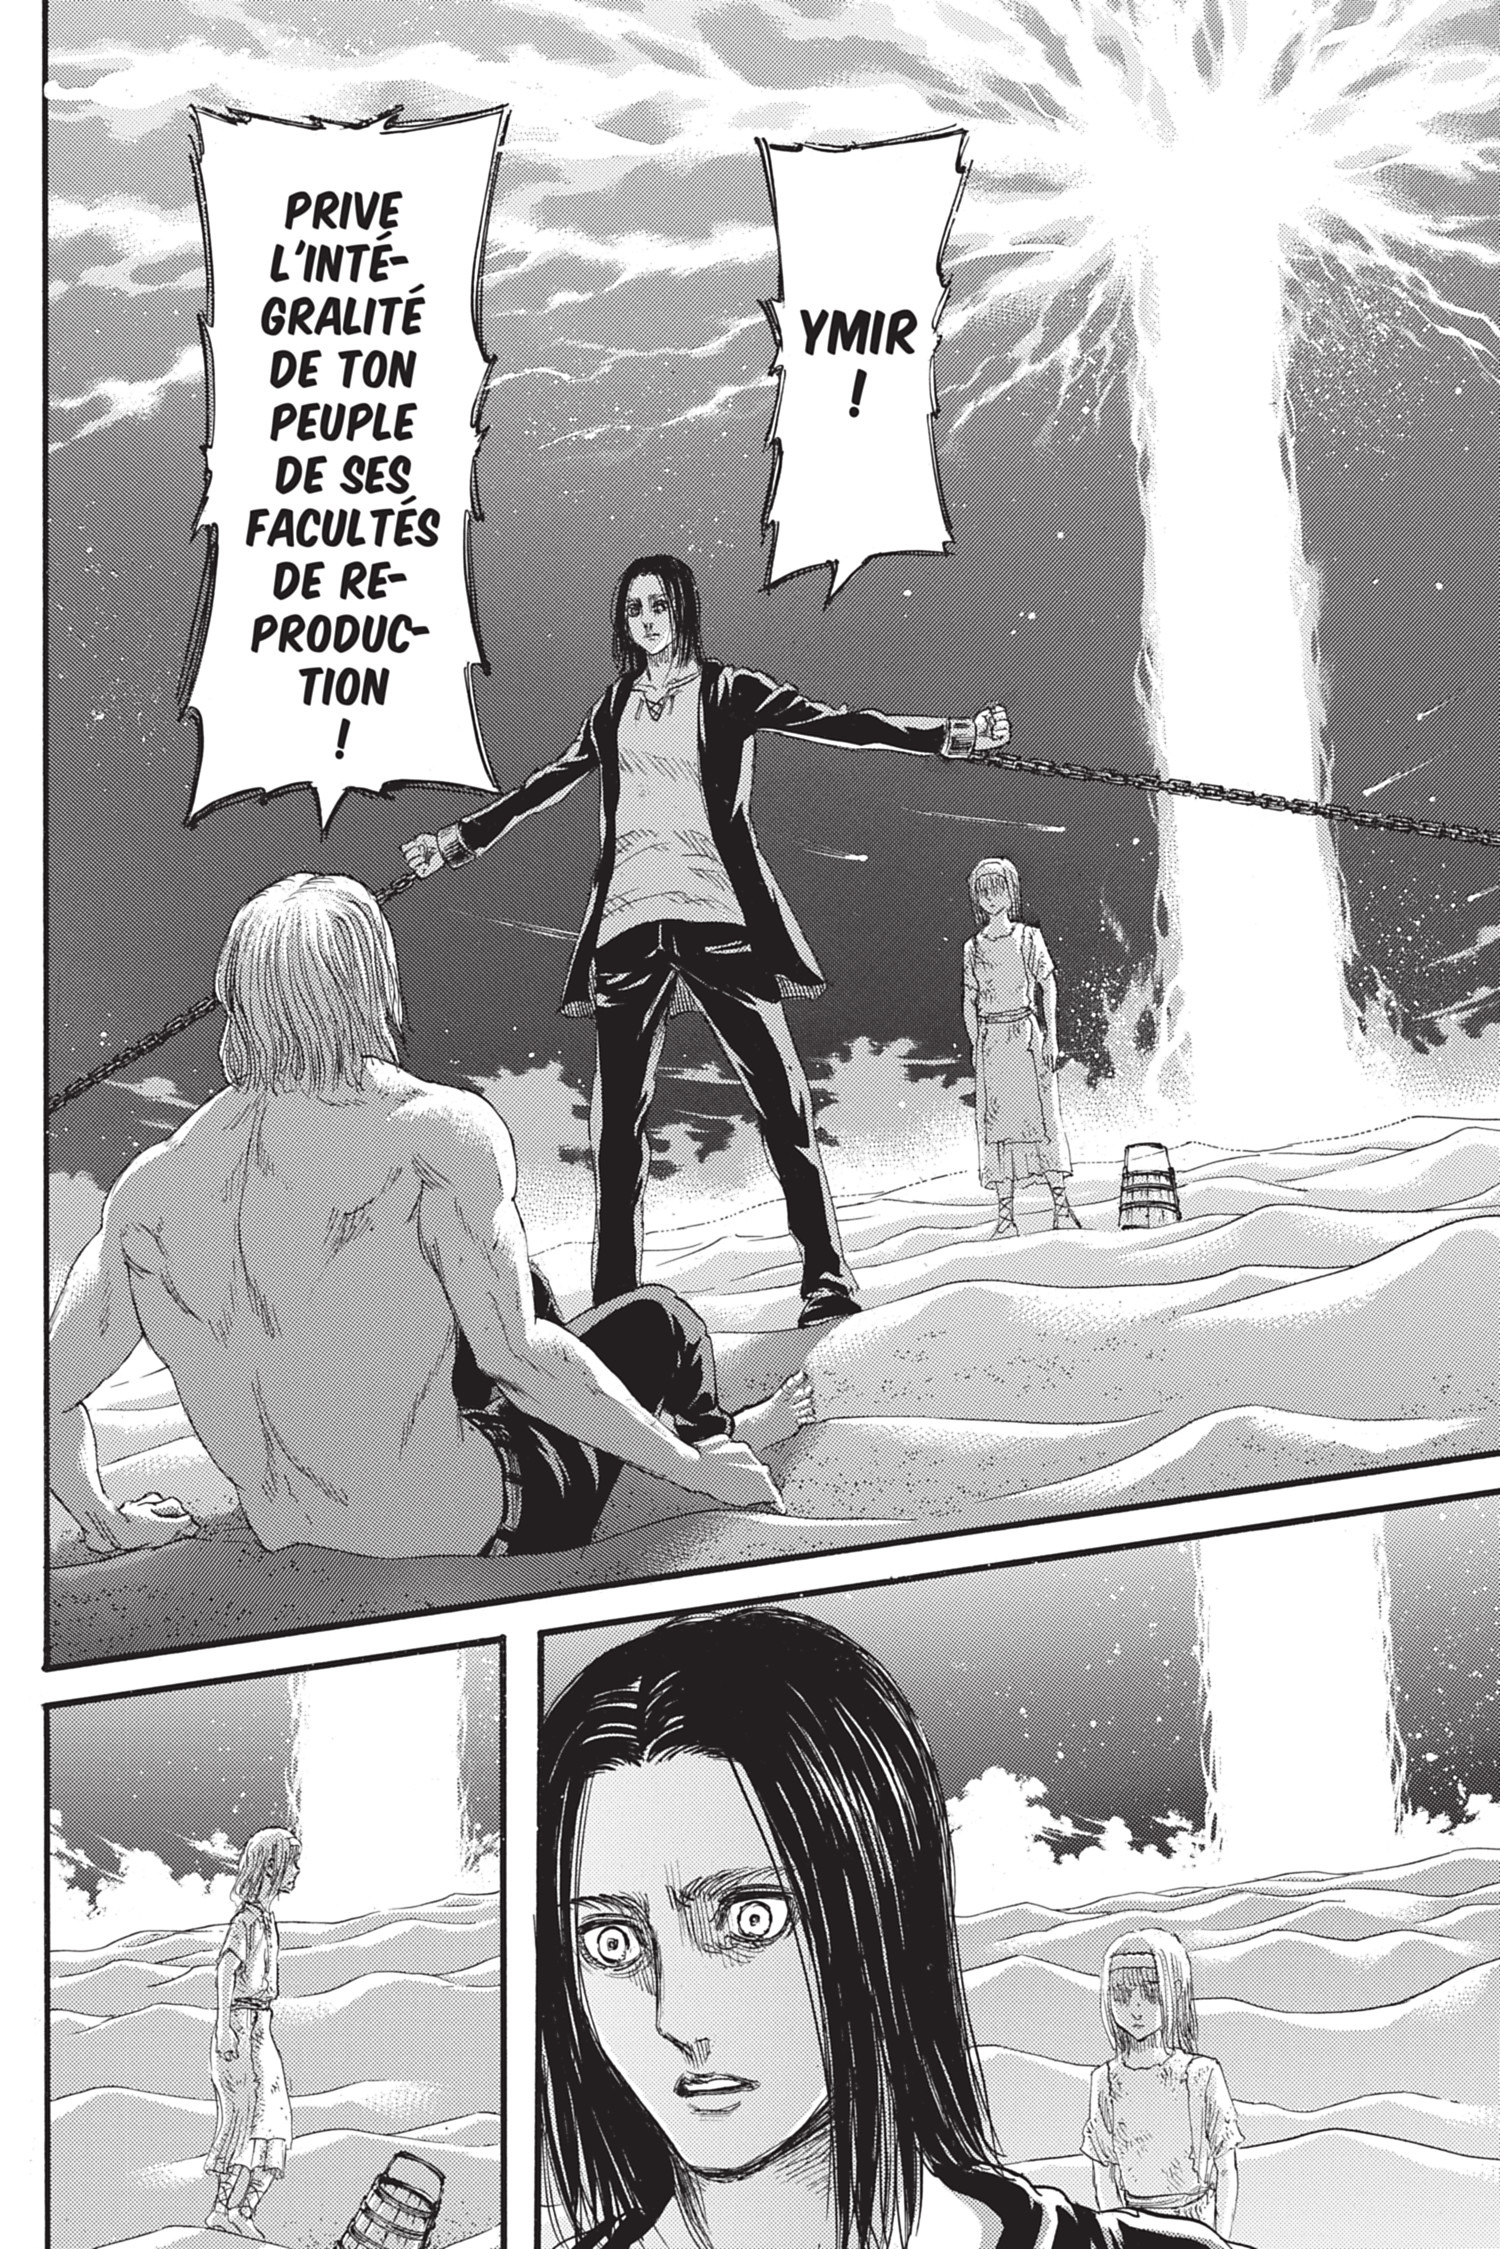 YMIR
!
PRIVE
L'INTÉ-
GRALITÉ
DE TON
PEUPLE
DE SES
FACULTÉS
DE RE-
PRODUC-
TION
!